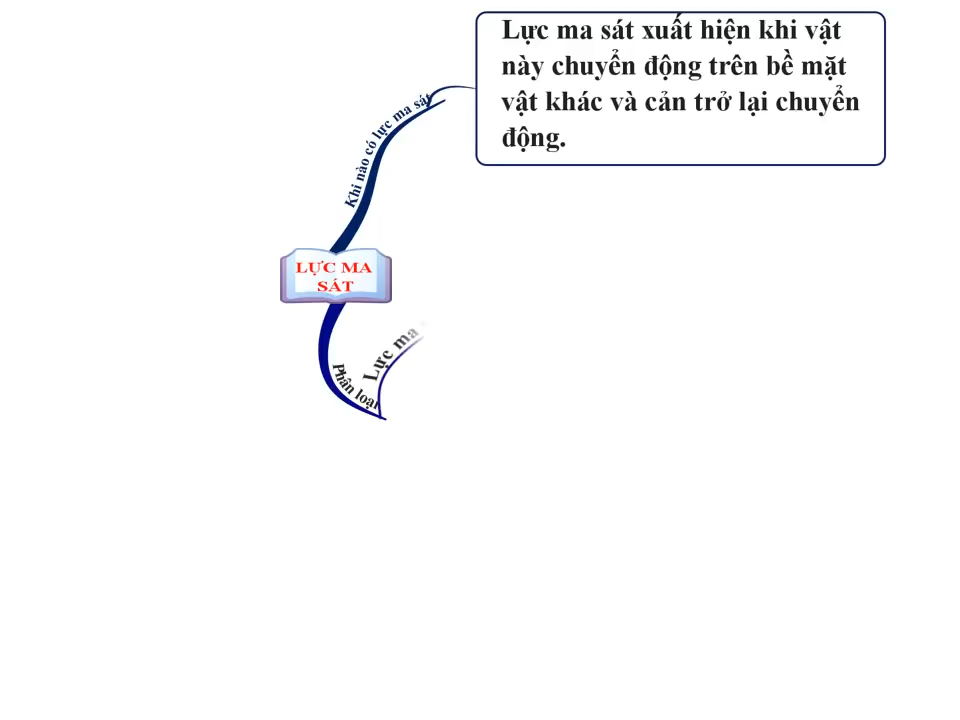 Lực ma sát xuất hiện khi vật
này chuyển động trên bề mặt
vật khác và cản trở lại chuyển
động.
Khi nào có lực ma sát
LỰC MA
SÁT
Lực ma
Phân loại